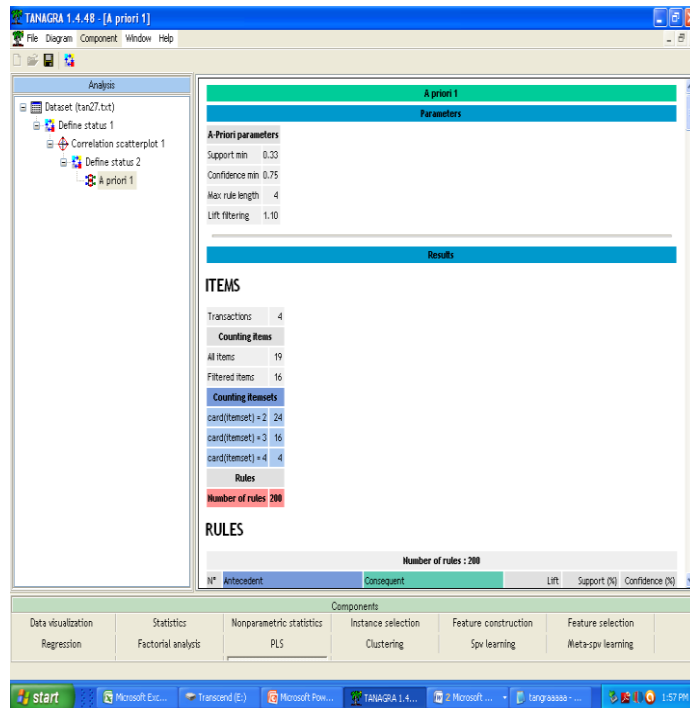 TANAGRA 1.4.48 - [A priori 1]
File Diagram Component Window Help
Analysis
Dataset (tan27.txt)
Define status 1
Correlation scatterplot 1
Define status 2
A priori 1
A priori 1
Parameters
A-Priori parameters
Support min 0.33
Confidence min 0.75
Max rule length 4
Lift filtering 1.10
Results
ITEMS
Transactions 4
Counting items
All items 19
Filtered items 16
Counting itemsets
card(itemset) = 2 24
card(itemset) = 3 16
card(itemset) = 4 4
Rules
Number of rules 200
RULES
Number of rules : 200
N° Antecedent Consequent Lift Support (%) Confidence (%)
Components
Data visualization Statistics Nonparametric statistics Instance selection Feature construction Feature selection
Regression Factorial analysis PLS Clustering Spv learning Meta-spv learning
start Microsoft Exc... Transcend (E:) Microsoft Pow... TANAGRA 1.4... 2 Microsoft ... tangraaaaa - ... 1:57 PM